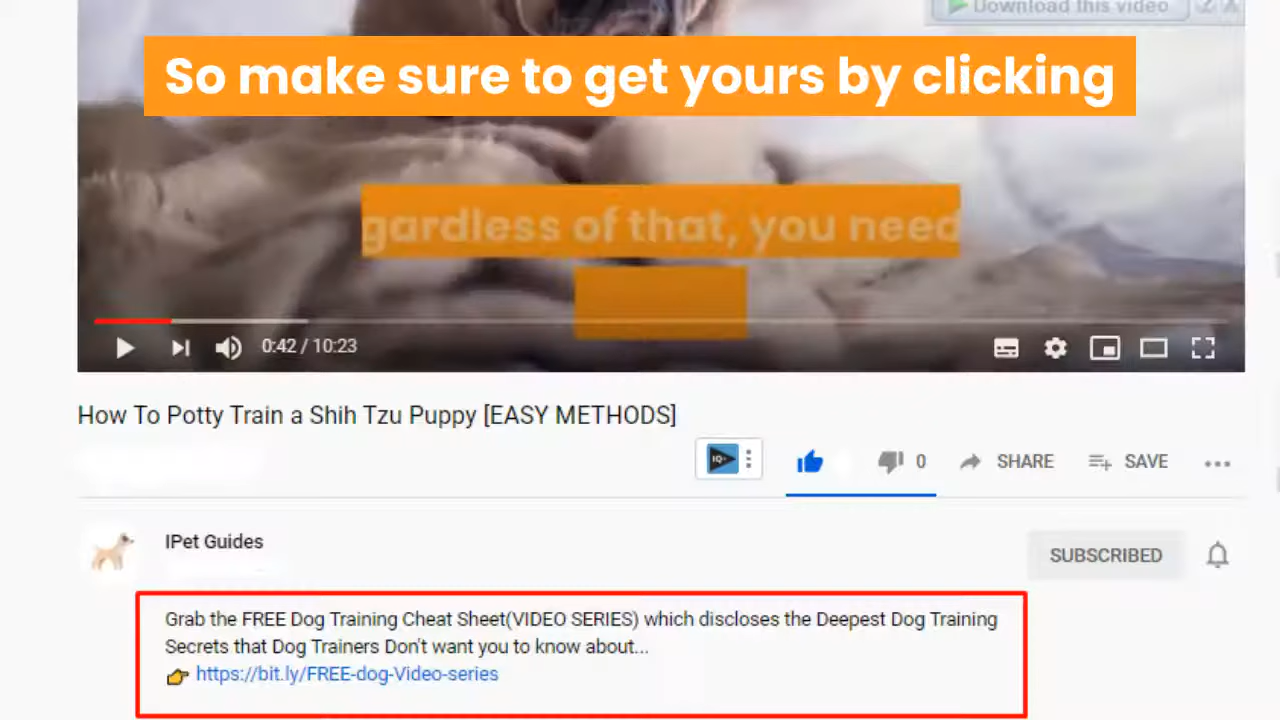 Download this video
So make sure to get yours by clicking
gardless of that, you need
0:42 / 10:23
How To Potty Train a Shih Tzu Puppy [EASY METHODS]
IQ
0
SHARE
SAVE
IPet Guides
SUBSCRIBED
Grab the FREE Dog Training Cheat Sheet(VIDEO SERIES) which discloses the Deepest Dog Training
Secrets that Dog Trainers Don't want you to know about...
https://bit.ly/FREE-dog-Video-series